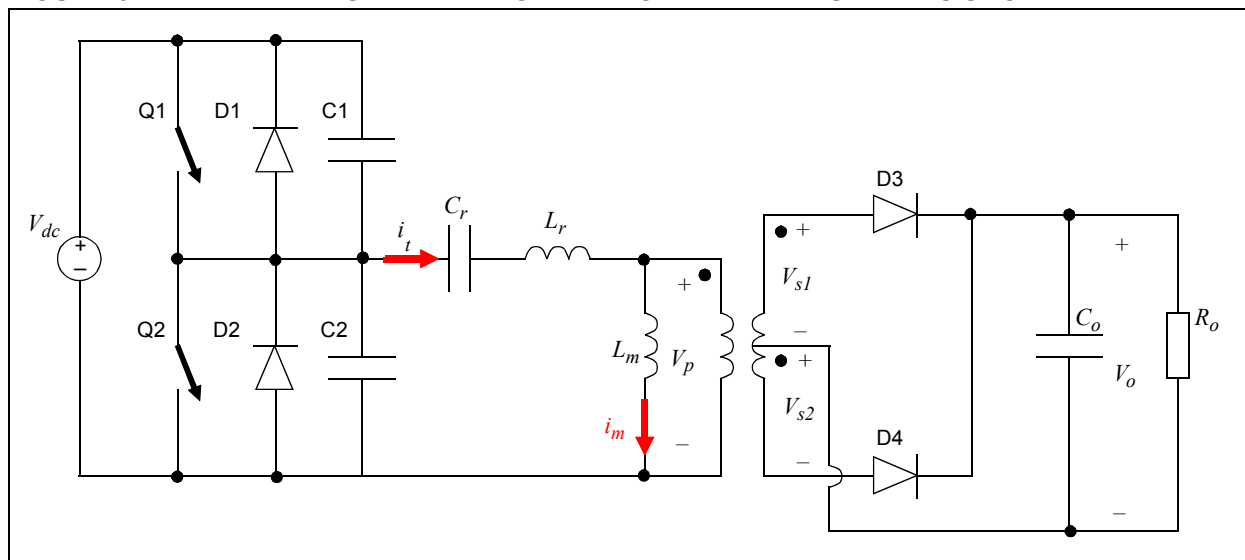 Q1
D1
C1
V_dc
+
−
i_t
C_r
L_r
Q2
D2
C2
L_m
+
V_p
−
i_m
+
V_s1
−
+
V_s2
−
D3
D4
+
C_o
V_o
−
R_o